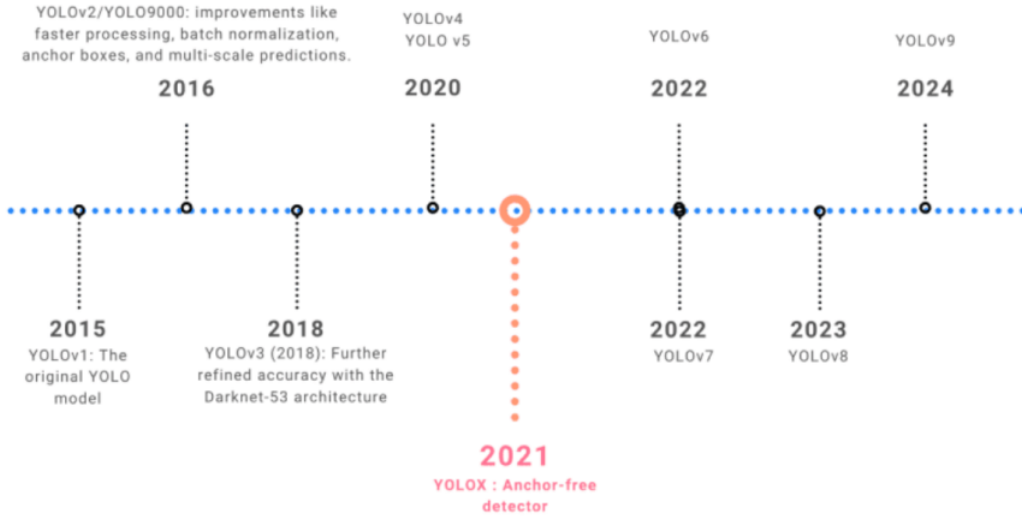 YOLOv2/YOLO9000: improvements like
faster processing, batch normalization,
anchor boxes, and multi-scale predictions.
2016
YOLOv4
YOLO v5
2020
YOLOv6
2022
YOLOv9
2024
2015
YOLOv1: The
original YOLO
model
2018
YOLOv3 (2018): Further
refined accuracy with the
Darknet-53 architecture
2021
YOLOX : Anchor-free
detector
2022
YOLOv7
2023
YOLOv8